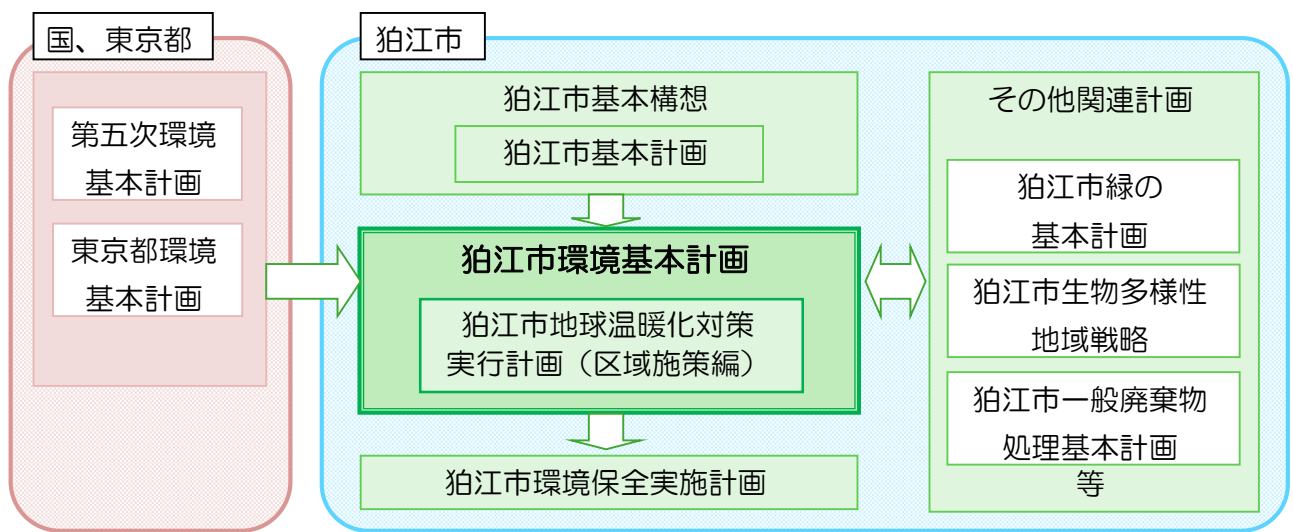 国、東京都
第五次環境
基本計画
東京都環境
基本計画
狛江市
狛江市基本構想
狛江市基本計画
狛江市環境基本計画
狛江市地球温暖化対策
実行計画（区域施策編）
狛江市環境保全実施計画
その他関連計画
狛江市緑の
基本計画
狛江市生物多様性
地域戦略
狛江市一般廃棄物
処理基本計画
等